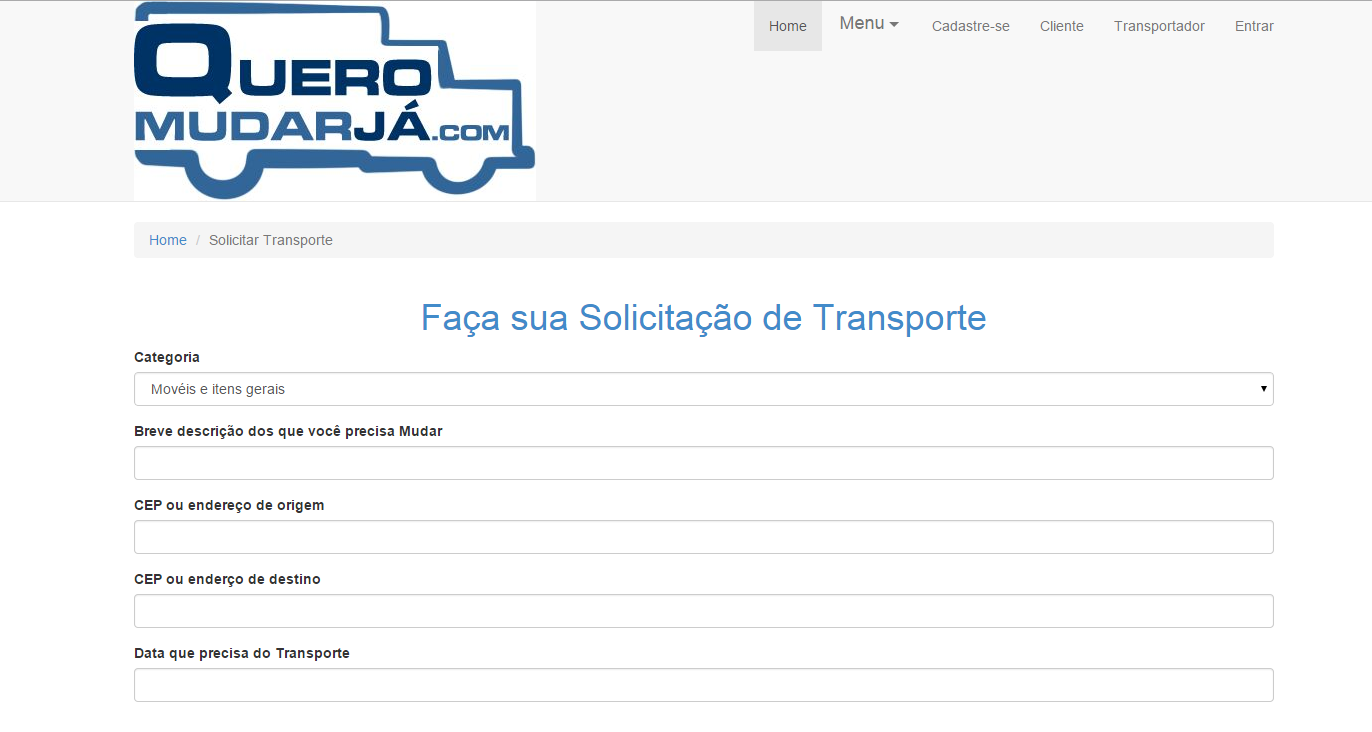 QUERO
MUDARJÁ.COM
Home Menu Cadastre-se Cliente Transportador Entrar
Home / Solicitar Transporte
Faça sua Solicitação de Transporte
Categoria
Movéis e itens gerais
Breve descrição dos que você precisa Mudar
CEP ou endereço de origem
CEP ou enderço de destino
Data que precisa do Transporte